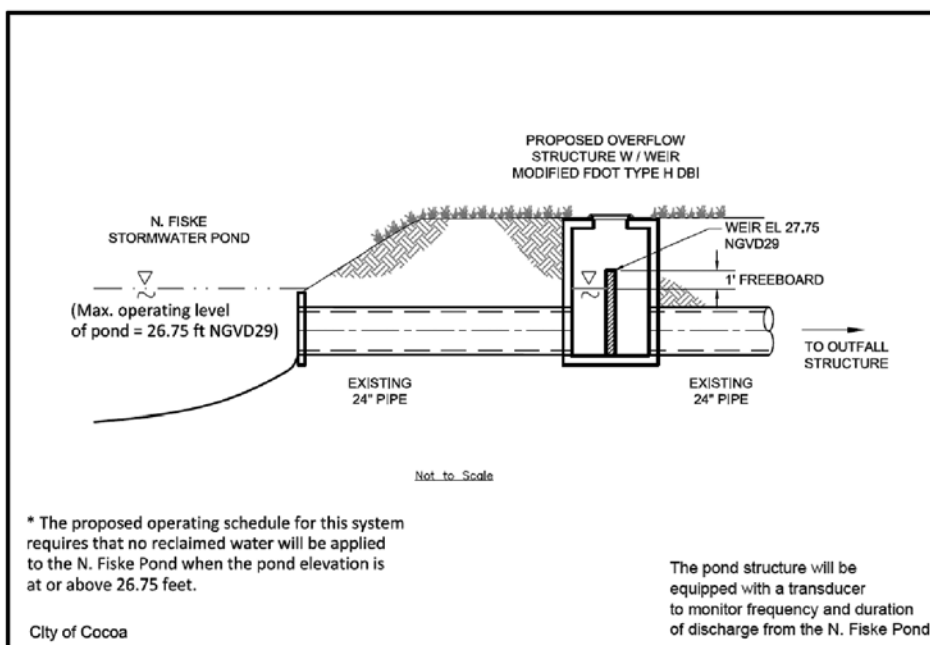 PROPOSED OVERFLOW
STRUCTURE W / WEIR
MODIFIED FDOT TYPE H DBI
N. FISKE
STORMWATER POND
WEIR EL 27.75
NGVD29
1' FREEBOARD
(Max. operating level
of pond = 26.75 ft NGVD29)
TO OUTFALL
STRUCTURE
EXISTING
24" PIPE
EXISTING
24" PIPE
Not to Scale
* The proposed operating schedule for this system
requires that no reclaimed water will be applied
to the N. Fiske Pond when the pond elevation is
at or above 26.75 feet.
The pond structure will be
equipped with a transducer
to monitor frequency and duration
of discharge from the N. Fiske Pond
City of Cocoa